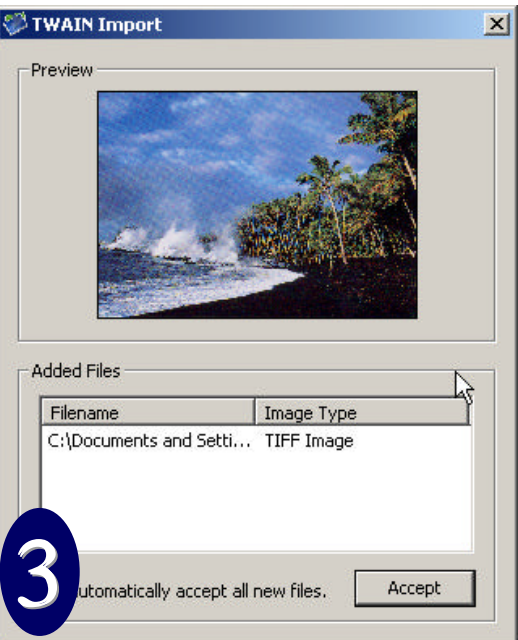 TWAIN Import
Preview
Added Files
Filename Image Type
C:\Documents and Setti... TIFF Image
3
utomatically accept all new files. Accept